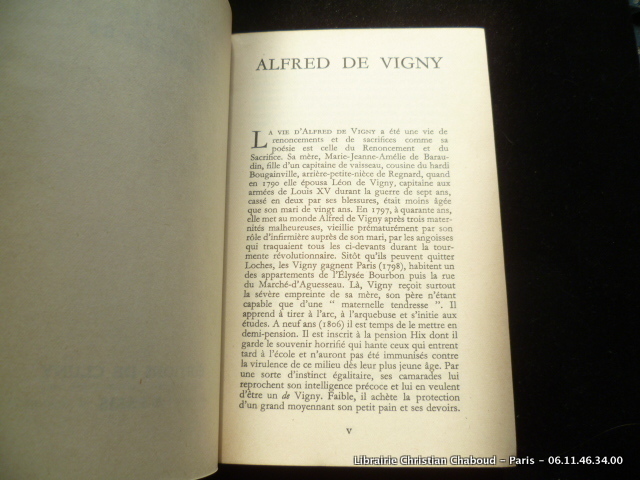 ALFRED DE VIGNY
LA VIE D'ALFRED DE VIGNY a été une vie de
renoncements et de sacrifices comme sa
poésie est celle du Renoncement et du
Sacrifice. Sa mère, Marie-Jeanne-Amélie de Barau-
din, fille d'un capitaine de vaisseau, cousine du hardi
Bougainville, arrière-petite-nièce de Regnard, quand
en 1790 elle épousa Léon de Vigny, capitaine aux
armées de Louis XV durant la guerre de sept ans,
cassé en deux par ses blessures, était moins âgée
que son mari de vingt ans. En 1797, à quarante ans,
elle met au monde Alfred de Vigny après trois mater-
nités malheureuses, vieillie prématurément par son
rôle d'infirmière auprès de son mari, par les angoisses
qui traquaient tous les ci-devants durant la tour-
mente révolutionnaire. Sitôt qu'ils peuvent quitter
Loches, les Vigny gagnent Paris (1798), habitent un
des appartements de l'Élysée Bourbon puis la rue
du Marché-d'Aguesseau. Là, Vigny reçoit surtout
la sévère empreinte de sa mère, son père n'étant
capable que d'une " maternelle tendresse ". Il
apprend à tirer à l'arc, à l'arquebuse et s'initie aux
études. A neuf ans (1806) il est temps de le mettre en
demi-pension. Il est inscrit à la pension Hix dont il
garde le souvenir horrifié qui hante ceux qui entrent
tard à l'école et n'auront pas été immunisés contre
la virulence de ce milieu dès leur plus jeune âge. Par
une sorte d'instinct égalitaire, ses camarades lui
reprochent son intelligence précoce et lui en veulent
d'être un de Vigny. Faible, il achète la protection
d'un grand moyennant son petit pain et ses devoirs.
V
Librairie Christian Chaboud - Paris - 06.11.46.34.00